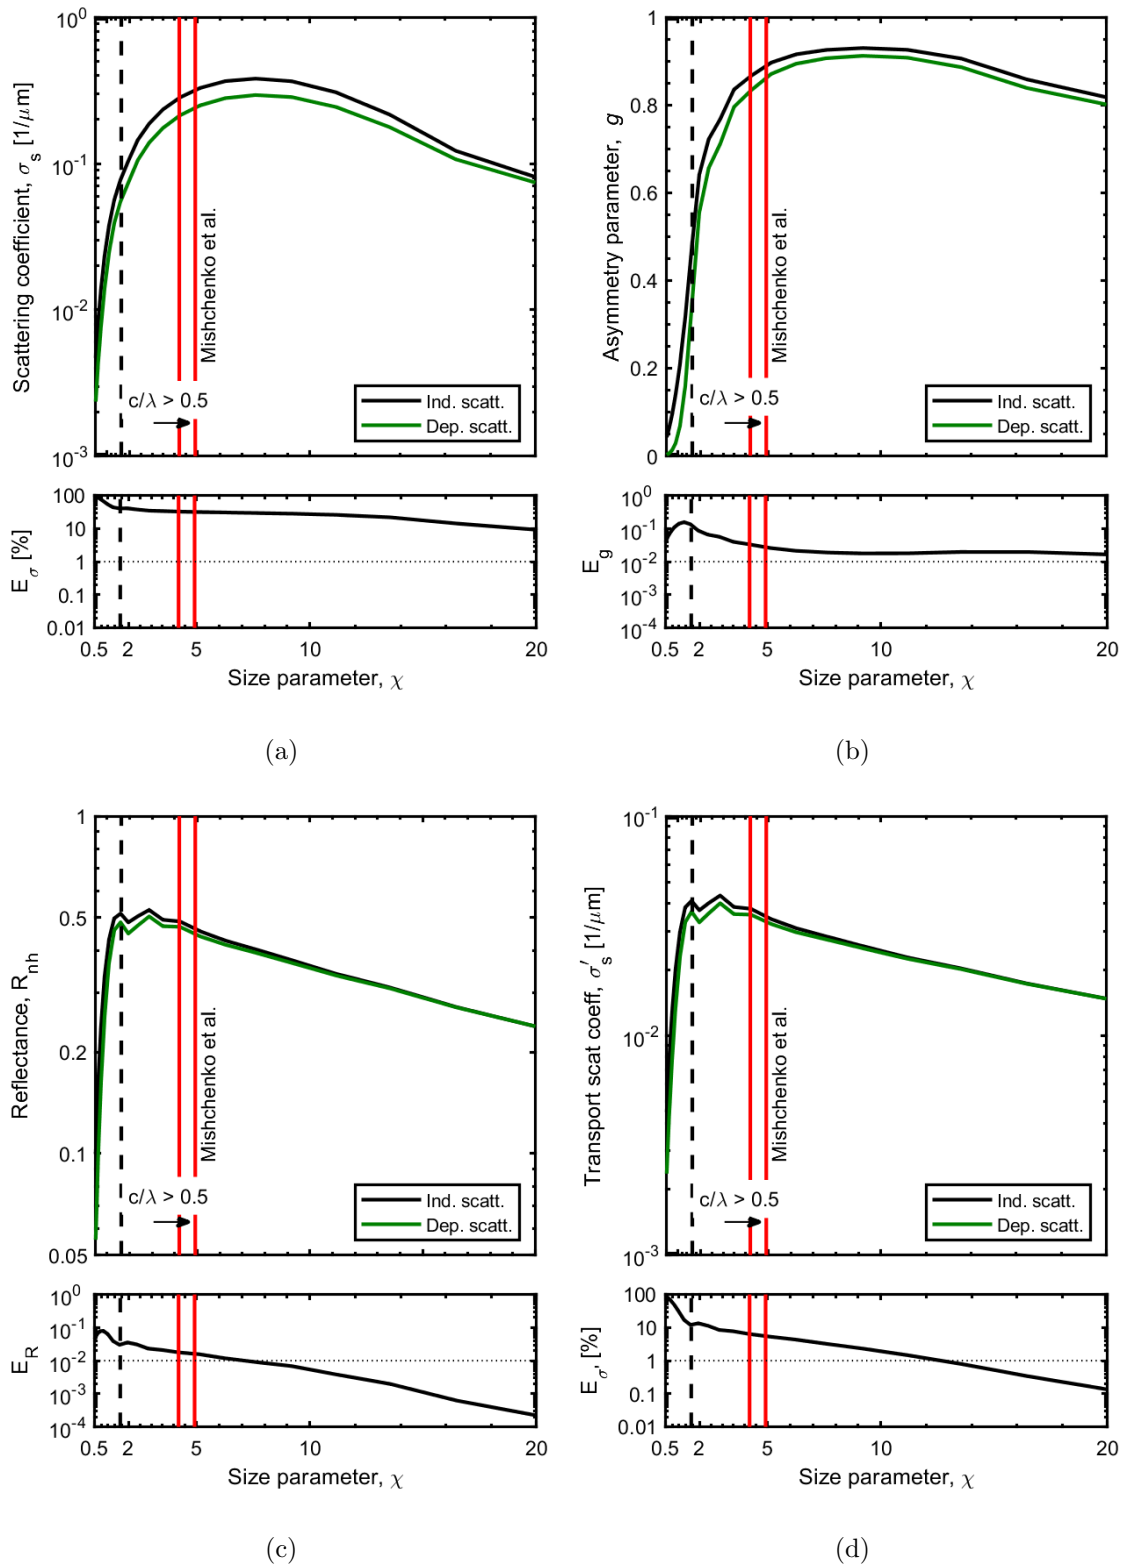 10^0
10^-1
10^-2
10^-3
Scattering coefficient, σ_s [1/μm]
Mishchenko et al.
c/λ > 0.5
Ind. scatt.
Dep. scatt.
100
10
1
0.1
0.01
E_σ [%]
0.5 2 5 10 20
Size parameter, χ
(a)
1
0.8
0.6
0.4
0.2
0
Asymmetry parameter, g
Mishchenko et al.
c/λ > 0.5
Ind. scatt.
Dep. scatt.
10^0
10^-1
10^-2
10^-3
10^-4
E_g
0.5 2 5 10 20
Size parameter, χ
(b)
1
0.5
0.2
0.1
0.05
Reflectance, R_nh
Mishchenko et al.
c/λ > 0.5
Ind. scatt.
Dep. scatt.
10^0
10^-1
10^-2
10^-3
10^-4
E_R
0.5 2 5 10 20
Size parameter, χ
(c)
10^-1
10^-2
10^-3
Transport scat coeff, σ'_s [1/μm]
Mishchenko et al.
c/λ > 0.5
Ind. scatt.
Dep. scatt.
100
10
1
0.1
0.01
E_σ' [%]
0.5 2 5 10 20
Size parameter, χ
(d)